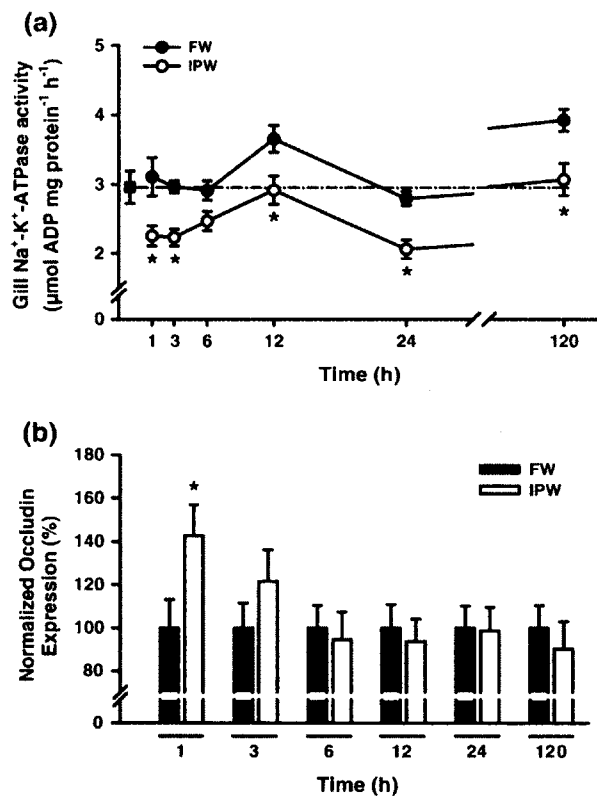 (a)
FW
IPW
Gill Na⁺-K⁺-ATPase activity
(µmol ADP mg protein⁻¹ h⁻¹)
5
4
3
2
0
* * * * *
1 3 6 12 24 120
Time (h)
(b)
FW
IPW
Normalized Occludin
Expression (%)
180
160
140
120
100
80
0
*
1 3 6 12 24 120
Time (h)